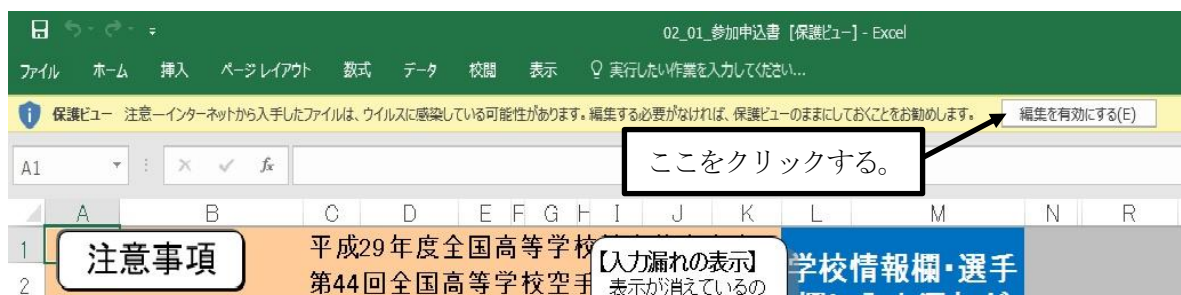 02_01_参加申込書 [保護ビュー] - Excel
ファイル ホーム 挿入 ページ レイアウト 数式 データ 校閲 表示 実行したい作業を入力してください...
保護ビュー 注意—インターネットから入手したファイルは、ウイルスに感染している可能性があります。編集する必要がなければ、保護ビューのままにしておくことをお勧めします。 編集を有効にする(E)
ここをクリックする。
A1 fx
A B C D E F G H I J K L M N R
1 注意事項 平成29年度全国高等学校
2 第44回全国高等学校空手
【入力漏れの表示】
表示が消えているの
学校情報欄・選手